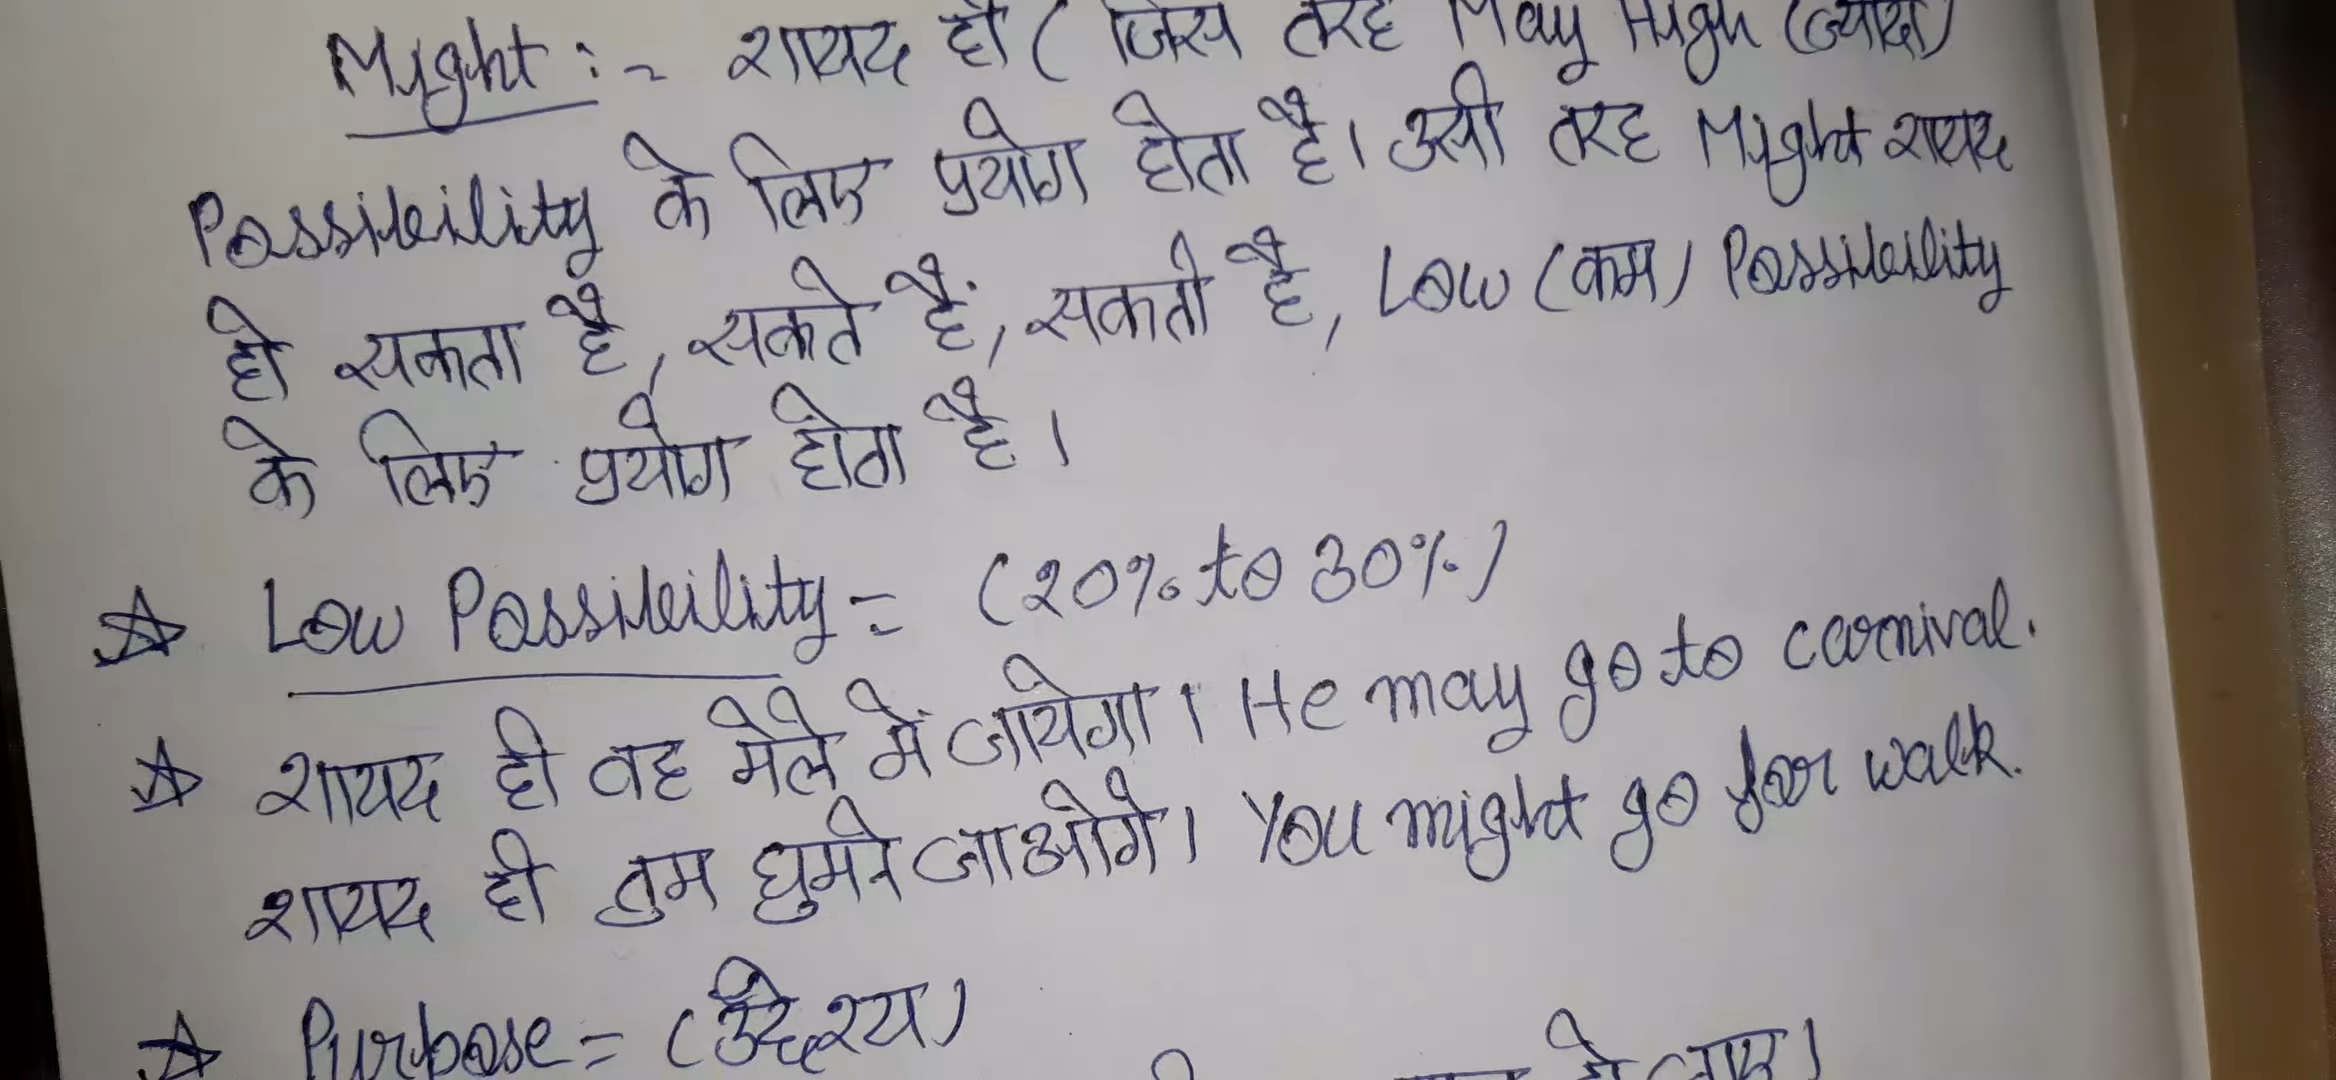 Might :- शायद ही ( जिस तरह May High (ज्यादा)
Possibility के लिए प्रयोग होता है। उसी तरह Might शायद
ही सकता है, सकते हैं, सकती है, Low (कम) Possibility
के लिए प्रयोग होता है।
☆ Low Possibility = (20% to 30%)
☆ शायद ही वह मेले में जायेगा। He may go to carnival.
शायद ही तुम घुमने जाओगे। You might go for walk.
☆ Purpose = (उद्देश्य)